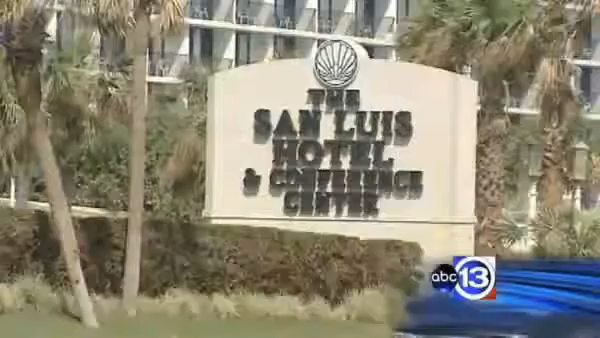 THE
SAN LUIS
HOTEL
& CONFERENCE
CENTER
abc 13